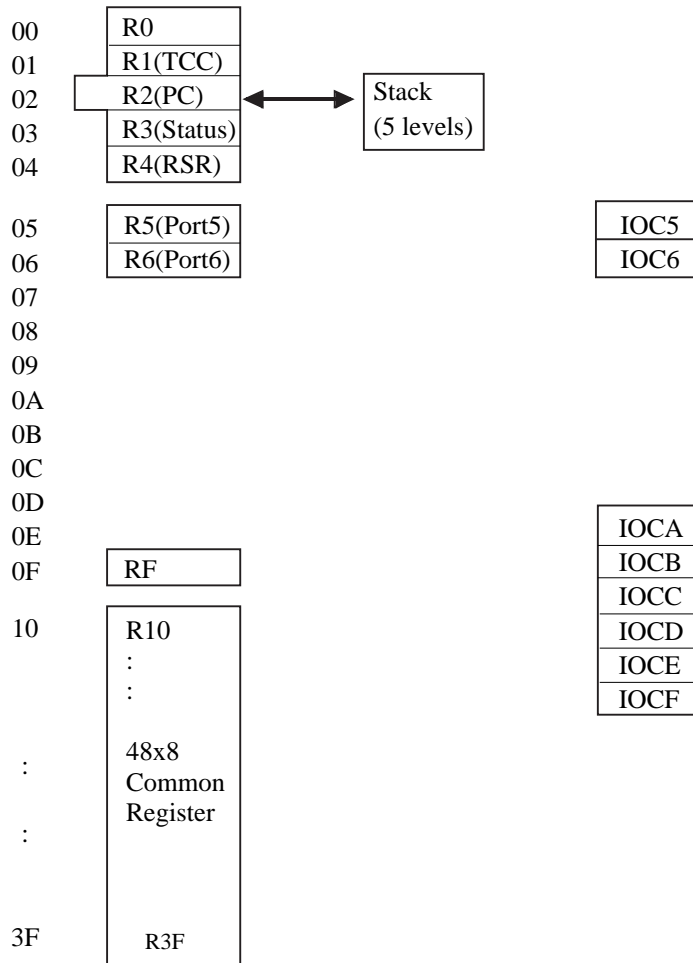 00 R0
01 R1(TCC)
02 R2(PC) Stack
03 R3(Status) (5 levels)
04 R4(RSR)
05 R5(Port5) IOC5
06 R6(Port6) IOC6
07
08
09
0A
0B
0C
0D
0E IOCA
0F RF IOCB
IOCC
10 R10 IOCD
: IOCE
: IOCF
48x8
: Common
Register
:
3F R3F